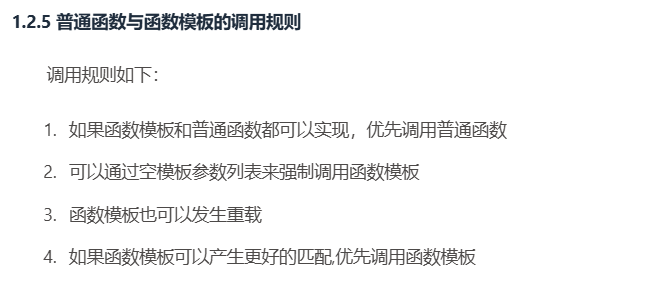 1.2.5 普通函数与函数模板的调用规则
调用规则如下：
1. 如果函数模板和普通函数都可以实现，优先调用普通函数
2. 可以通过空模板参数列表来强制调用函数模板
3. 函数模板也可以发生重载
4. 如果函数模板可以产生更好的匹配,优先调用函数模板